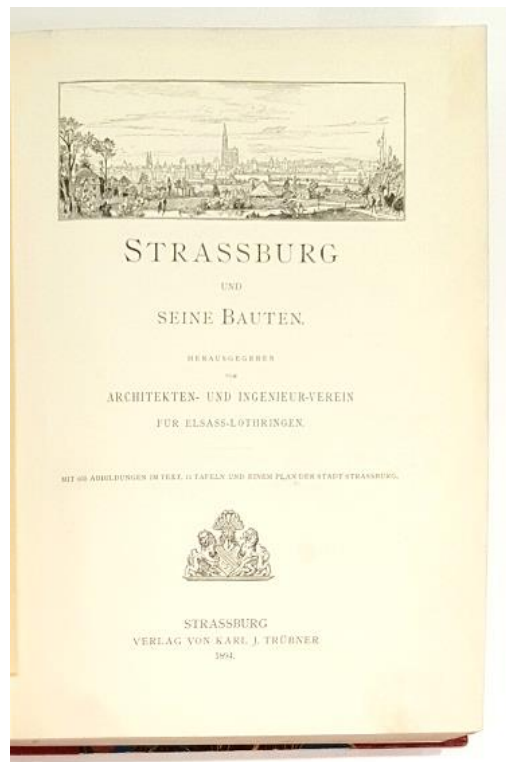 STRASSBURG
UND
SEINE BAUTEN.
HERAUSGEGEBEN
VOM
ARCHITEKTEN- UND INGENIEUR-VEREIN
FÜR ELSASS-LOTHRINGEN.
MIT ABBILDUNGEN IM TEXT, 11 TAFELN UND EINEM PLAN DER STADT STRASSBURG.
STRASSBURG
VERLAG VON KARL J. TRÜBNER
1894.